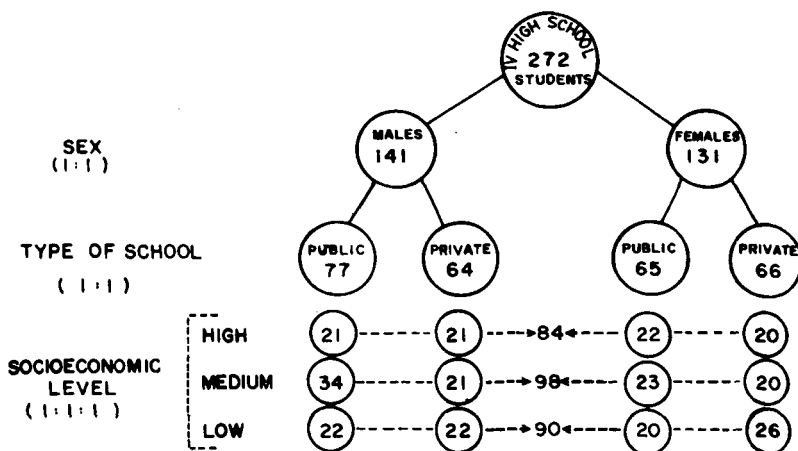 IV HIGH SCHOOL
272
STUDENTS
SEX
(1:1)
MALES
141
FEMALES
131
TYPE OF SCHOOL
(1:1)
PUBLIC
77
PRIVATE
64
PUBLIC
65
PRIVATE
66
SOCIOECONOMIC
LEVEL
(1:1:1)
HIGH 21 21 84 22 20
MEDIUM 34 21 98 23 20
LOW 22 22 90 20 26